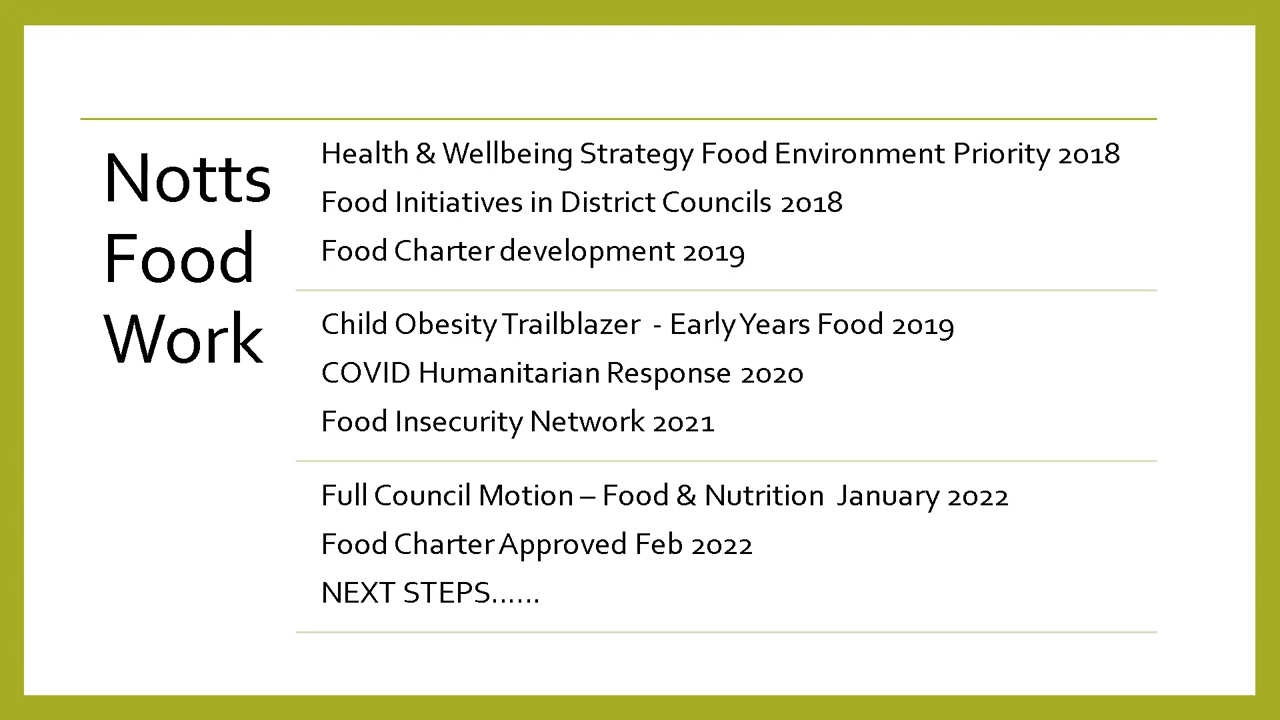 Notts
Food
Work
Health & Wellbeing Strategy Food Environment Priority 2018
Food Initiatives in District Councils 2018
Food Charter development 2019
Child Obesity Trailblazer - Early Years Food 2019
COVID Humanitarian Response 2020
Food Insecurity Network 2021
Full Council Motion – Food & Nutrition January 2022
Food Charter Approved Feb 2022
NEXT STEPS......